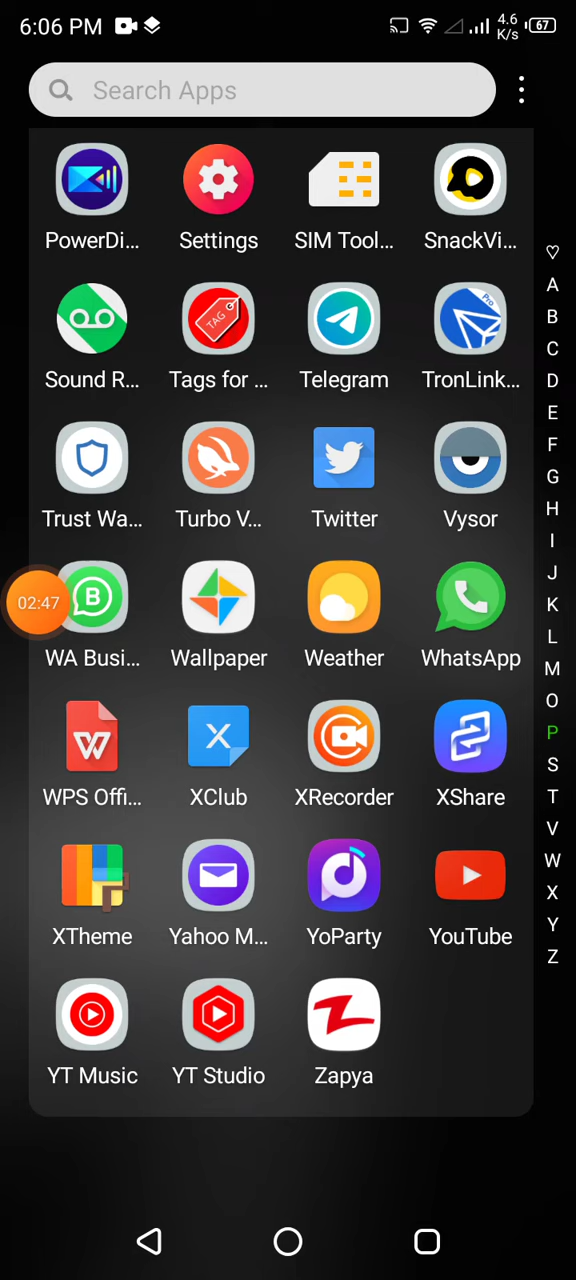 6:06 PM 4.6 K/s 67
Search Apps
PowerDi... Settings SIM Tool... SnackVi...
Sound R... Tags for ... Telegram TronLink...
TAG
Pro
Trust Wa... Turbo V... Twitter Vysor
02:47
B
WA Busi... Wallpaper Weather WhatsApp
W
X
WPS Offi... XClub XRecorder XShare
XTheme Yahoo M... YoParty YouTube
YT Music YT Studio Zapya
A
B
C
D
E
F
G
H
I
J
K
L
M
O
P
S
T
V
W
X
Y
Z